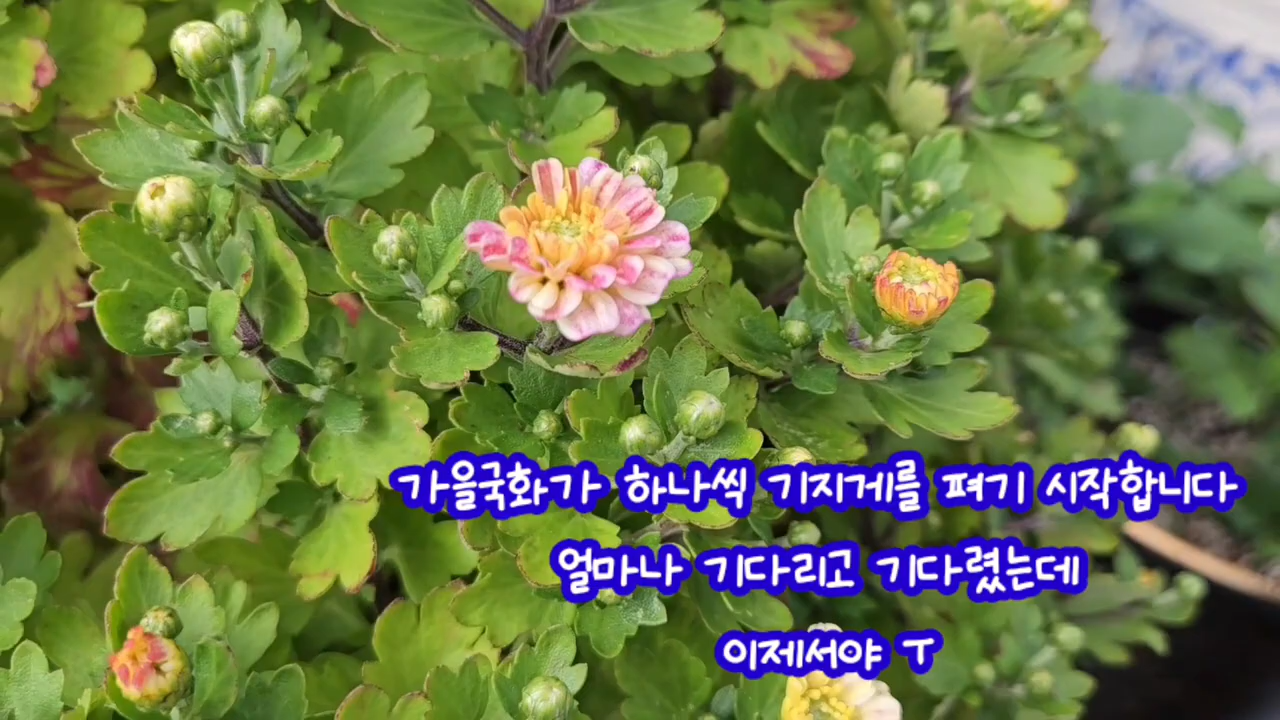 가을국화가 하나씩 기지게를 펴기 시작합니다
얼마나 기다리고 기다렸는데
이제서야 ㅜ